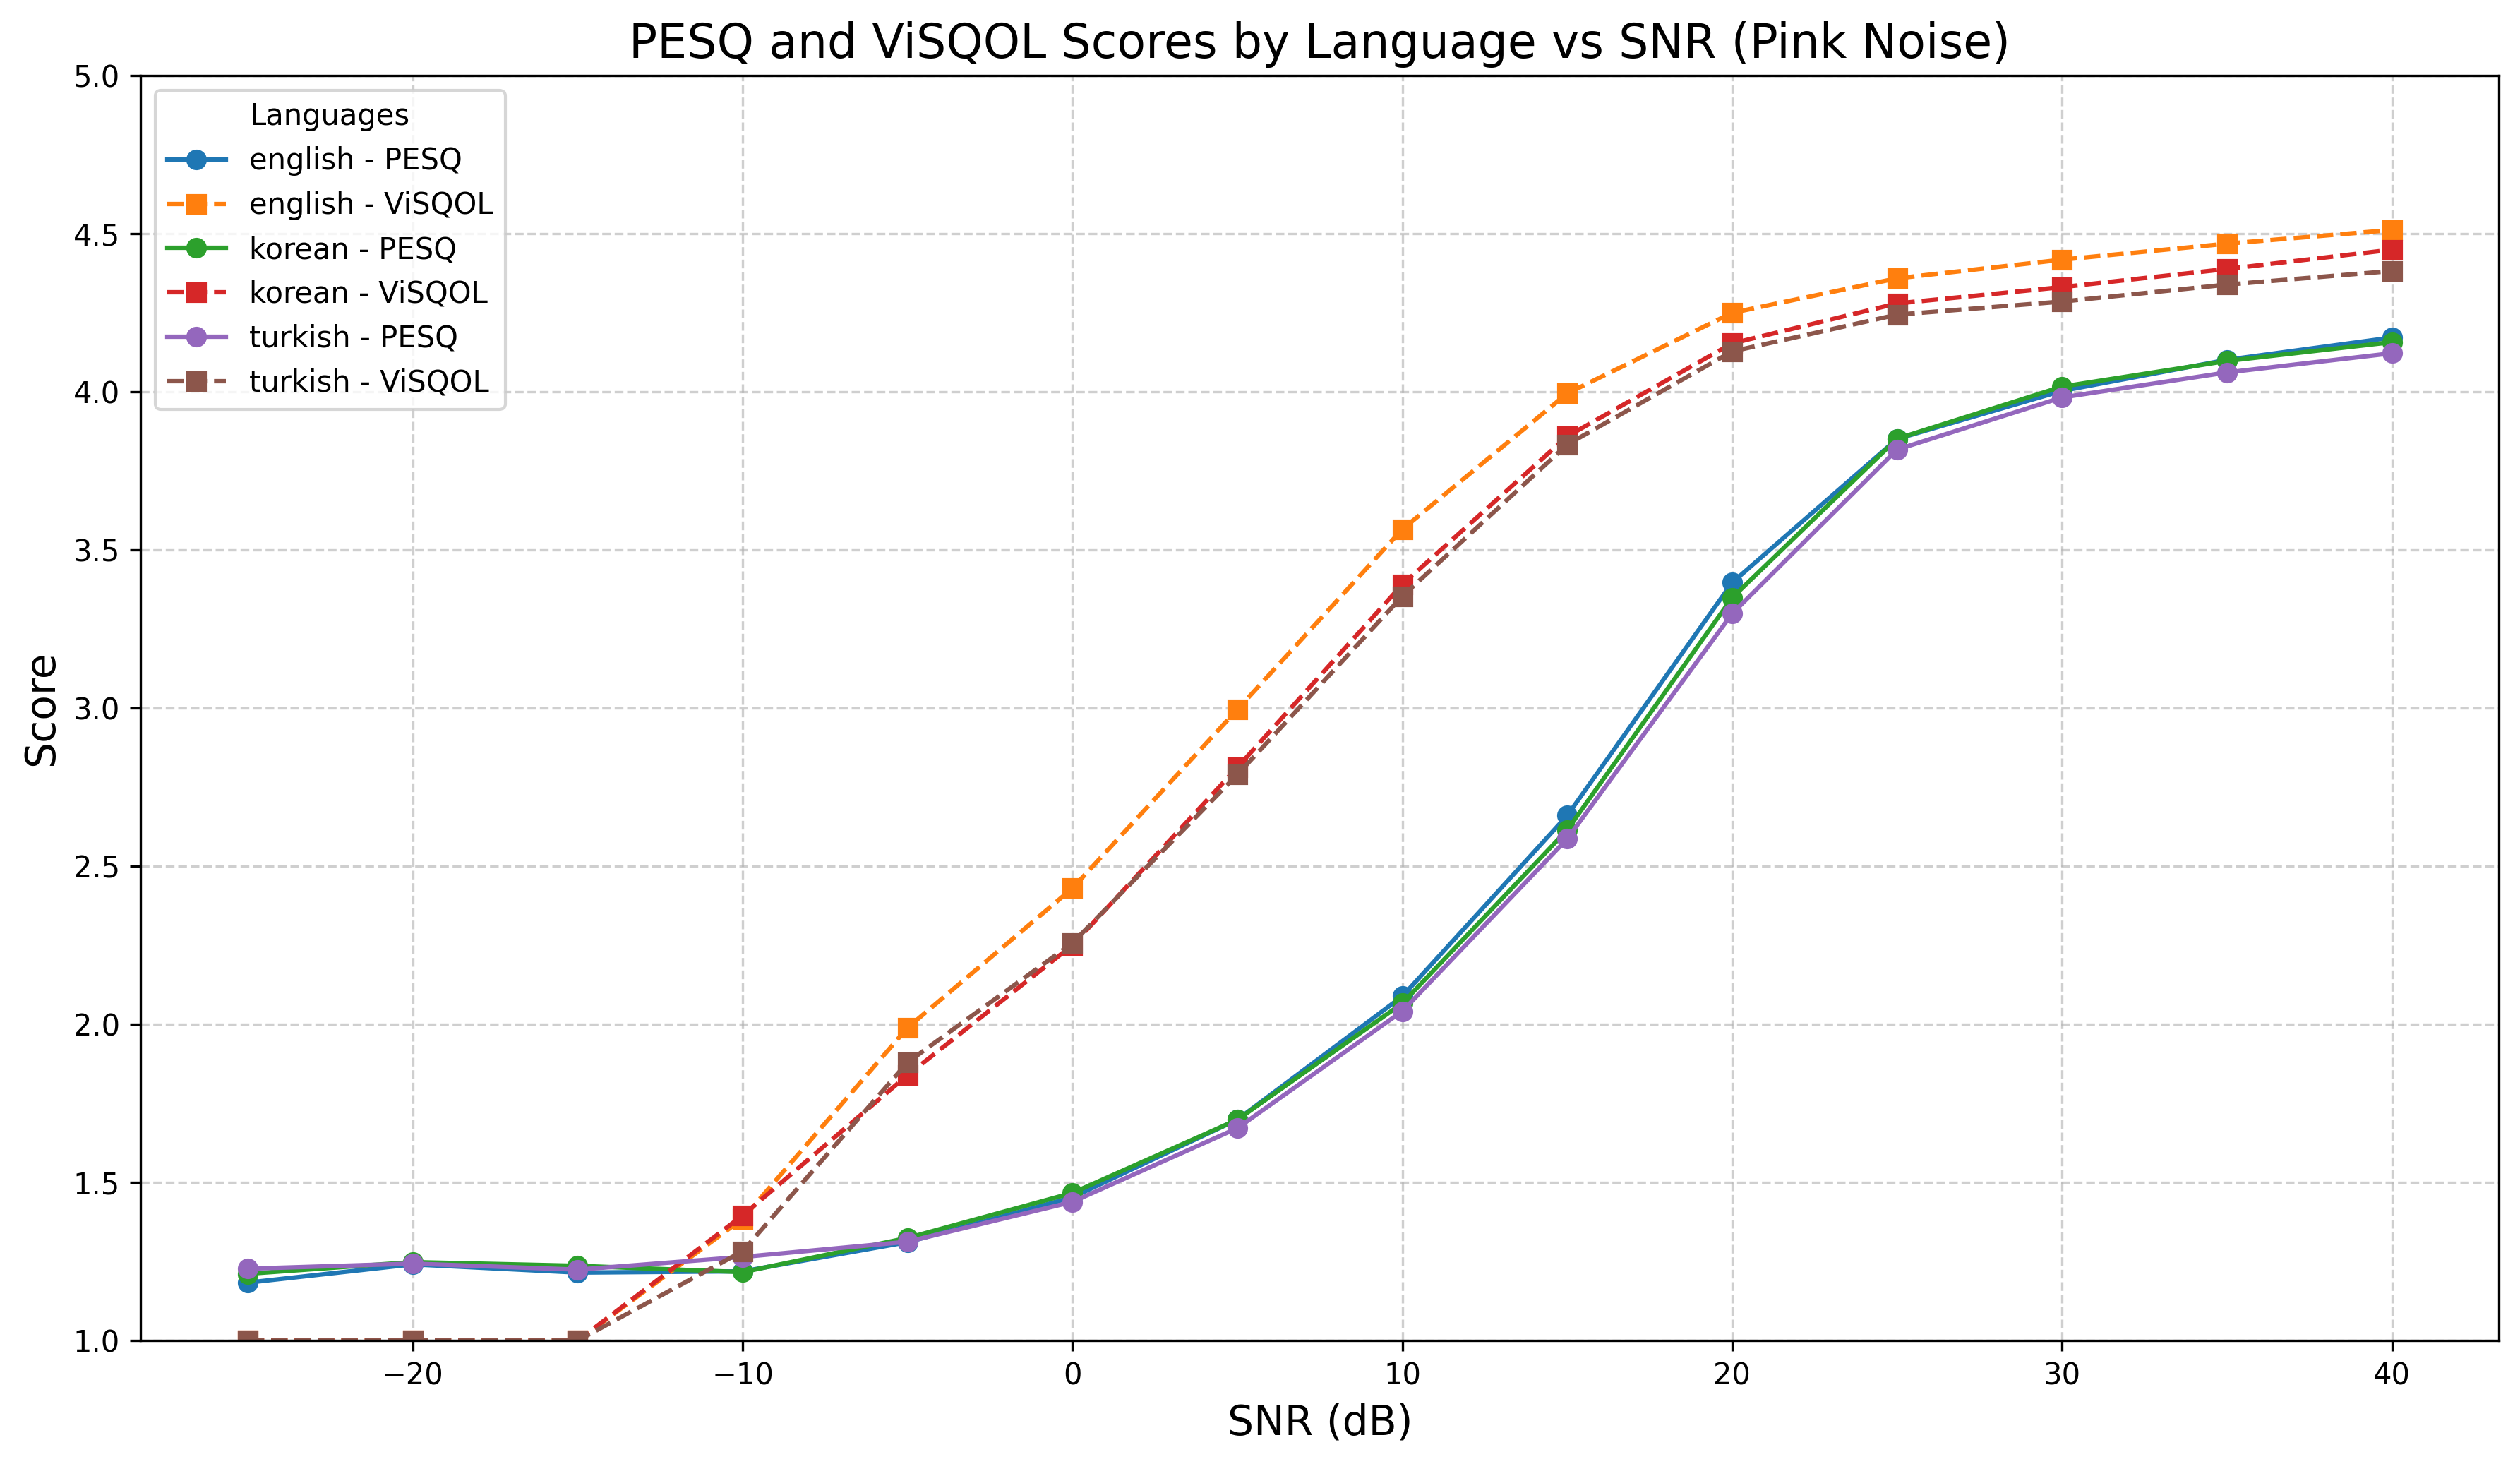 PESQ and ViSQOL Scores by Language vs SNR (Pink Noise)
Languages
english - PESQ
english - ViSQOL
korean - PESQ
korean - ViSQOL
turkish - PESQ
turkish - ViSQOL
5.0
4.5
4.0
3.5
3.0
2.5
2.0
1.5
1.0
Score
−20 −10 0 10 20 30 40
SNR (dB)